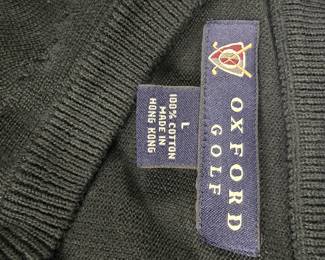 OXFORD
GOLF
L
100% COTTON
MADE IN
HONG KONG